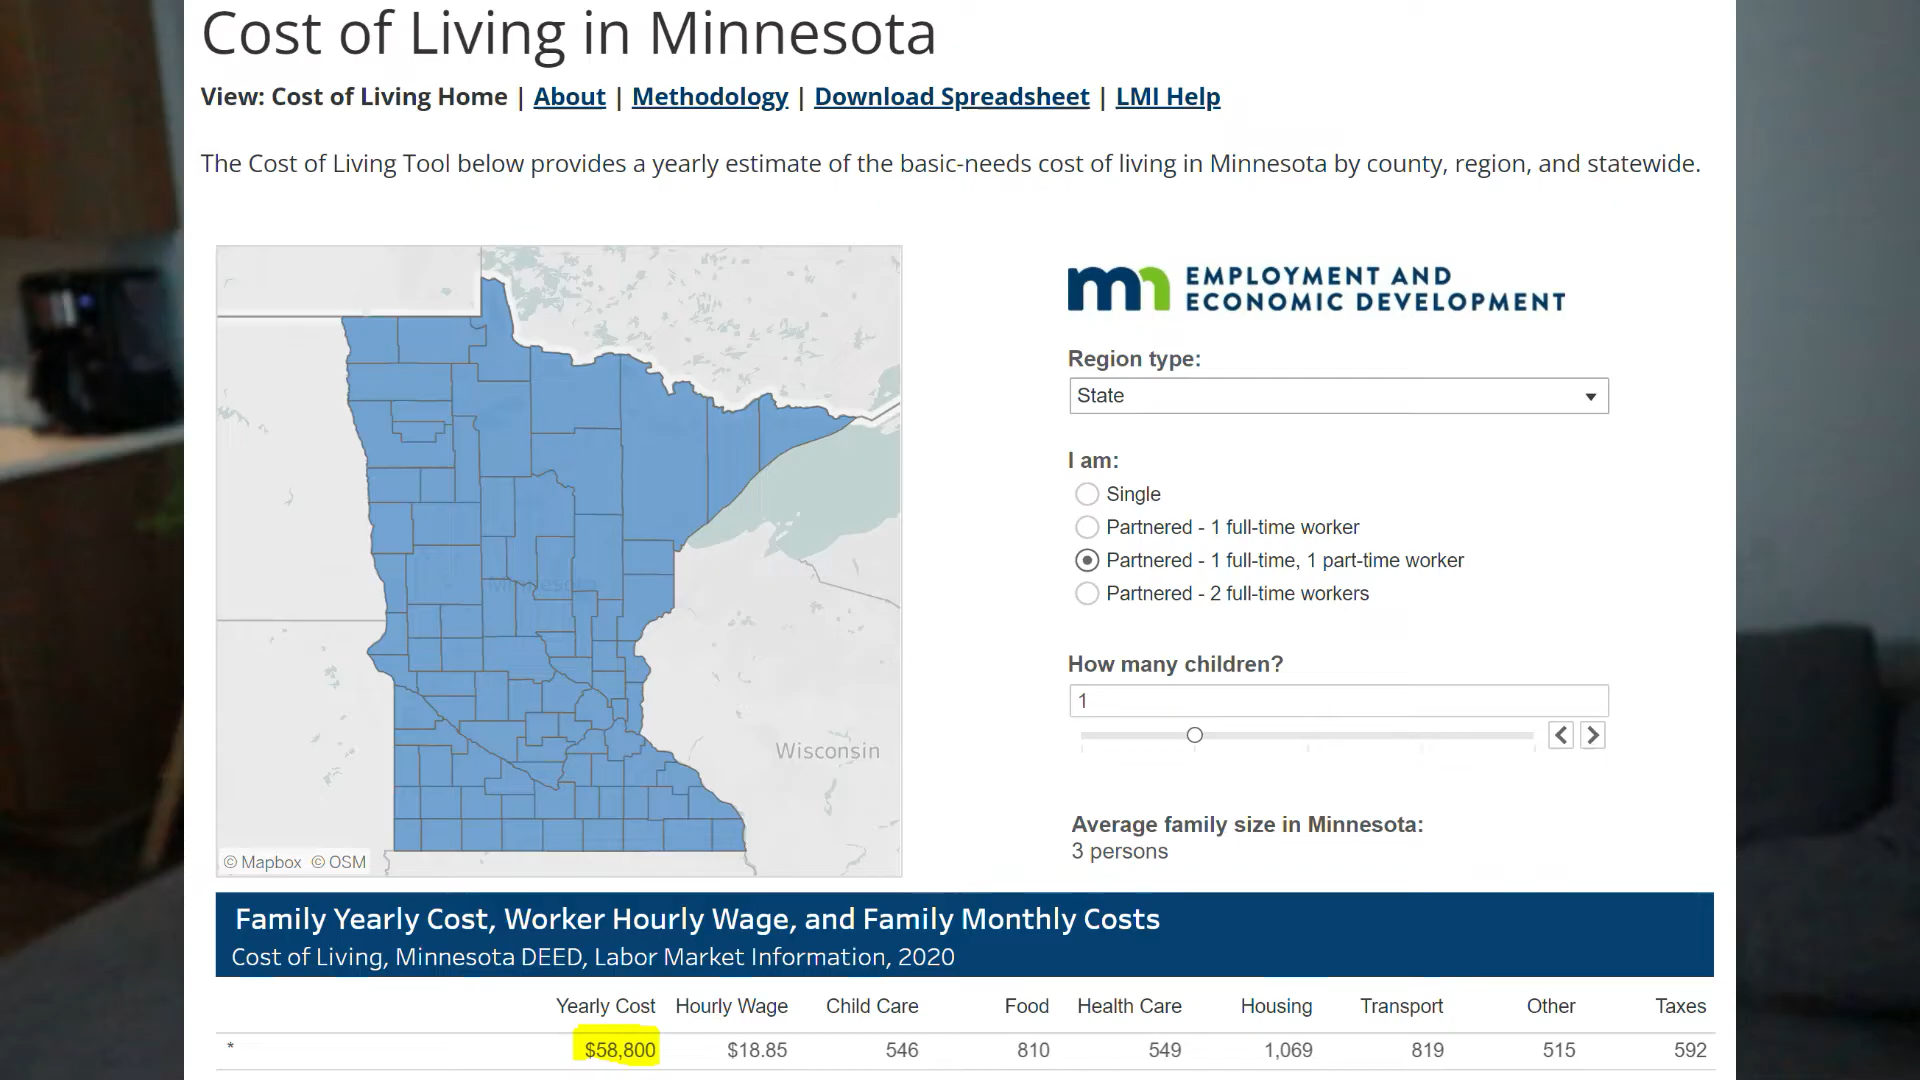 Cost of Living in Minnesota
View: Cost of Living Home | About | Methodology | Download Spreadsheet | LMI Help
The Cost of Living Tool below provides a yearly estimate of the basic-needs cost of living in Minnesota by county, region, and statewide.
mn EMPLOYMENT AND
ECONOMIC DEVELOPMENT
Region type:
State
I am:
Single
Partnered - 1 full-time worker
Partnered - 1 full-time, 1 part-time worker
Partnered - 2 full-time workers
Minnesota
How many children?
1
Wisconsin
Average family size in Minnesota:
3 persons
© Mapbox © OSM
Family Yearly Cost, Worker Hourly Wage, and Family Monthly Costs
Cost of Living, Minnesota DEED, Labor Market Information, 2020
Yearly Cost Hourly Wage Child Care Food Health Care Housing Transport Other Taxes
* $58,800 $18.85 546 810 549 1,069 819 515 592